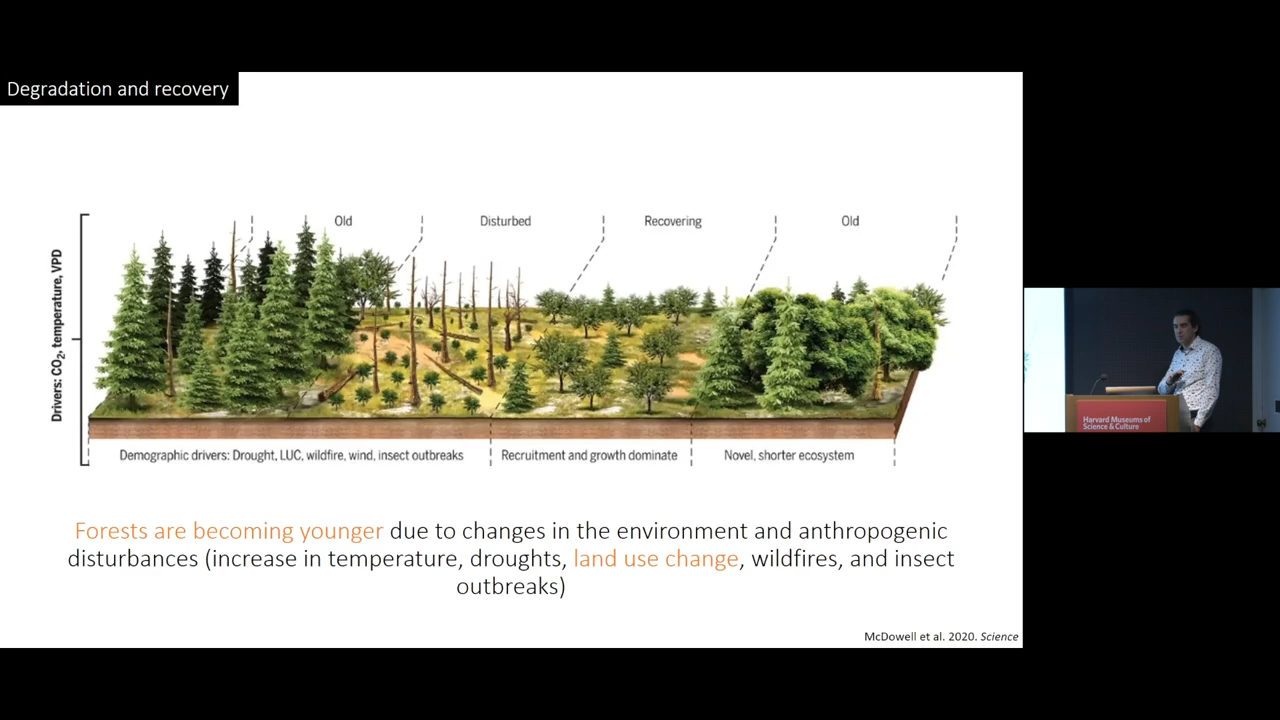 Degradation and recovery
Old
Disturbed
Recovering
Old
Drivers: CO₂, temperature, VPD
Demographic drivers: Drought, LUC, wildfire, wind, insect outbreaks
Recruitment and growth dominate
Novel, shorter ecosystem
Forests are becoming younger due to changes in the environment and anthropogenic
disturbances (increase in temperature, droughts, land use change, wildfires, and insect
outbreaks)
McDowell et al. 2020. Science
Harvard Museums of
Science & Culture